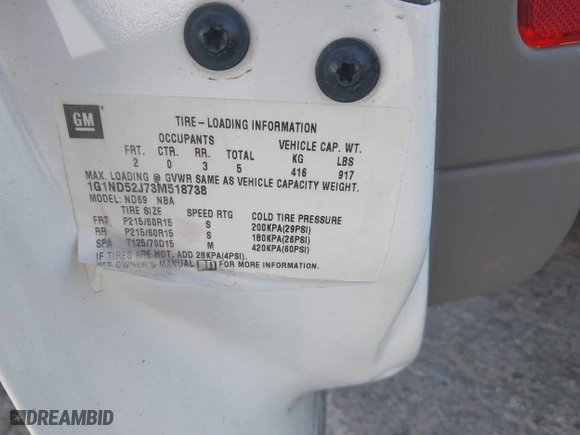 GM
TIRE-LOADING INFORMATION
OCCUPANTS VEHICLE CAP. WT.
FRT. CTR. RR. TOTAL KG LBS
2 0 3 5 416 917
MAX. LOADING @ GVWR SAME AS VEHICLE CAPACITY WEIGHT.
1G1ND52J73M518738
MODEL: ND69 NBA
TIRE SIZE SPEED RTG COLD TIRE PRESSURE
FRT P215/60R15 S 200KPA(29PSI)
RR P215/60R15 S 180KPA(26PSI)
SPA T125/70D15 M 420KPA(60PSI)
IF TIRES ARE HOT, ADD 28KPA(4PSI).
SEE OWNER'S MANUAL FOR MORE INFORMATION.
DREAMBID